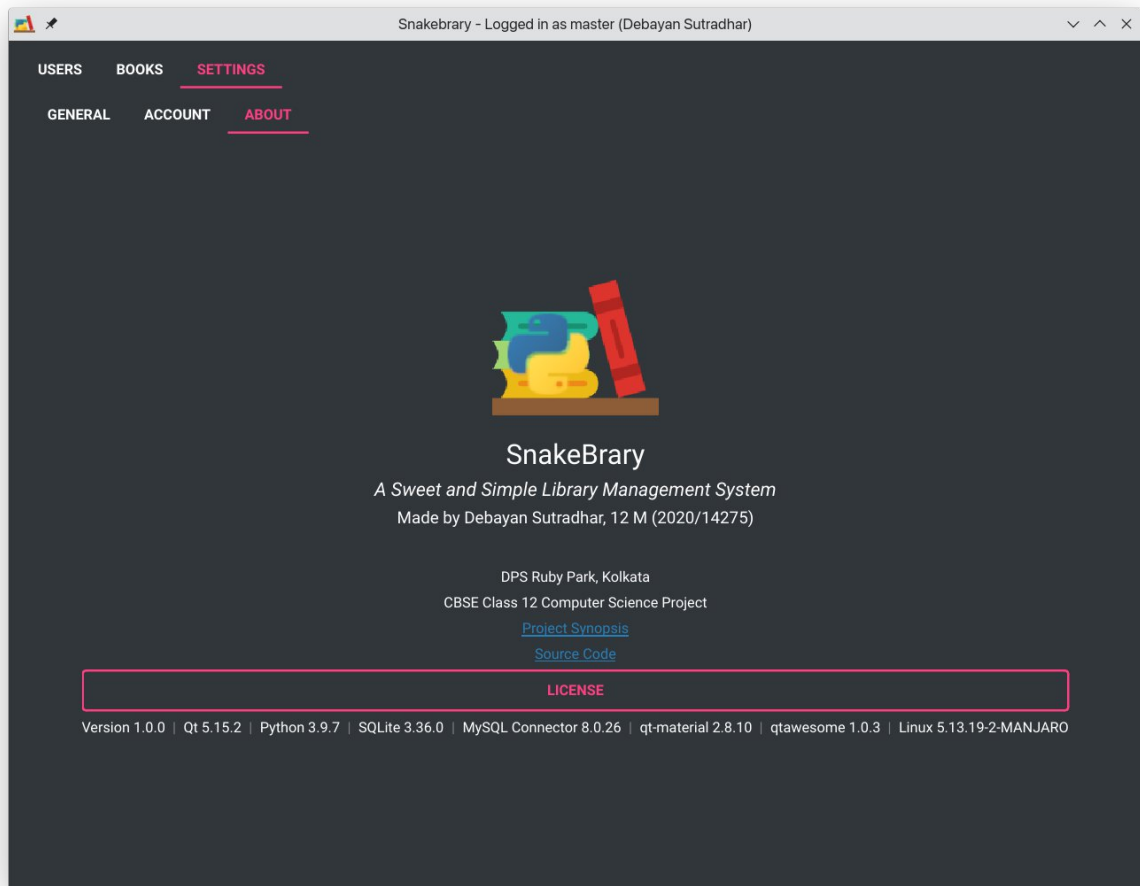 Snakebrary - Logged in as master (Debayan Sutradhar)
USERS BOOKS SETTINGS
GENERAL ACCOUNT ABOUT
SnakeBrary
A Sweet and Simple Library Management System
Made by Debayan Sutradhar, 12 M (2020/14275)
DPS Ruby Park, Kolkata
CBSE Class 12 Computer Science Project
Project Synopsis
Source Code
LICENSE
Version 1.0.0 | Qt 5.15.2 | Python 3.9.7 | SQLite 3.36.0 | MySQL Connector 8.0.26 | qt-material 2.8.10 | qtawesome 1.0.3 | Linux 5.13.19-2-MANJARO